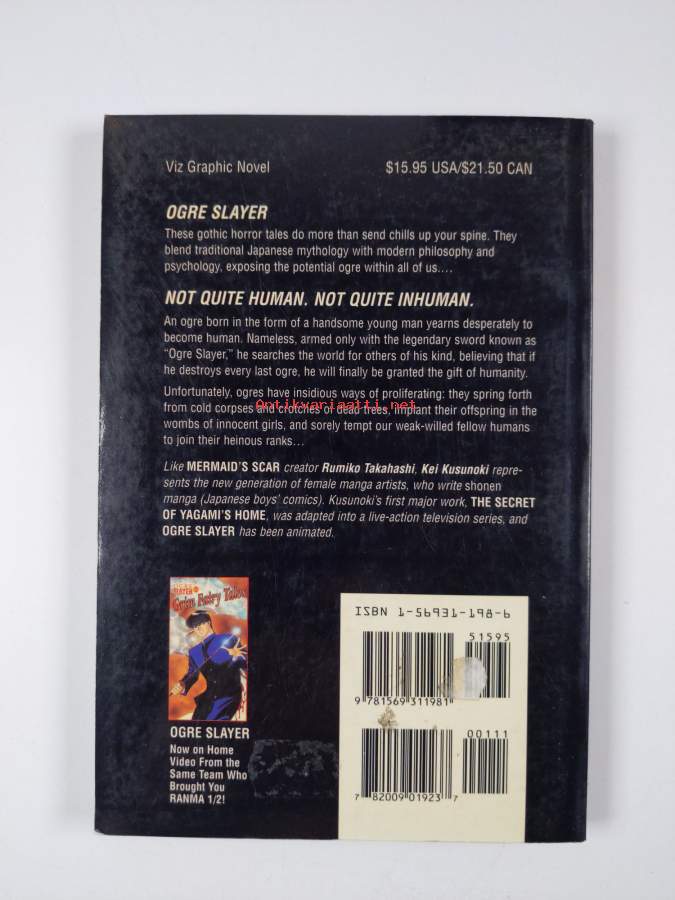 Viz Graphic Novel $15.95 USA/$21.50 CAN
OGRE SLAYER
These gothic horror tales do more than send chills up your spine. They
blend traditional Japanese mythology with modern philosophy and
psychology, exposing the potential ogre within all of us....
NOT QUITE HUMAN. NOT QUITE INHUMAN.
An ogre born in the form of a handsome young man yearns desperately to
become human. Nameless, armed only with the legendary sword known as
“Ogre Slayer,” he searches the world for others of his kind, believing that if
he destroys every last ogre, he will finally be granted the gift of humanity.
Unfortunately, ogres have insidious ways of proliferating: they spring forth
from cold corpses and crotches of dead trees, implant their offspring in the
wombs of innocent girls, and sorely tempt our weak-willed fellow humans
to join their heinous ranks...
Antikvariaatti.net
Like MERMAID'S SCAR creator Rumiko Takahashi, Kei Kusunoki repre-
sents the new generation of female manga artists, who write shonen
manga (Japanese boys' comics). Kusunoki's first major work, THE SECRET
OF YAGAMI'S HOME, was adapted into a live-action television series, and
OGRE SLAYER has been animated.
SLAYER
Grim Fairy Tales
OGRE SLAYER
Now on Home
Video From the
Same Team Who
Brought You
RANMA 1/2!
ISBN 1-56931-198-6
51595
9 781569 311981
00111
7 82009 01923 7